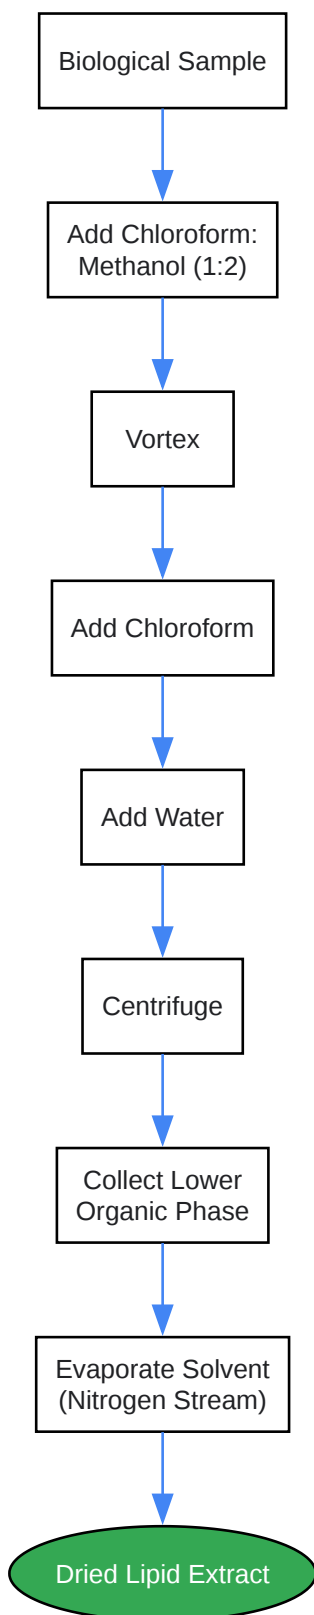 Biological Sample
Add Chloroform:
Methanol (1:2)
Vortex
Add Chloroform
Add Water
Centrifuge
Collect Lower
Organic Phase
Evaporate Solvent
(Nitrogen Stream)
Dried Lipid Extract